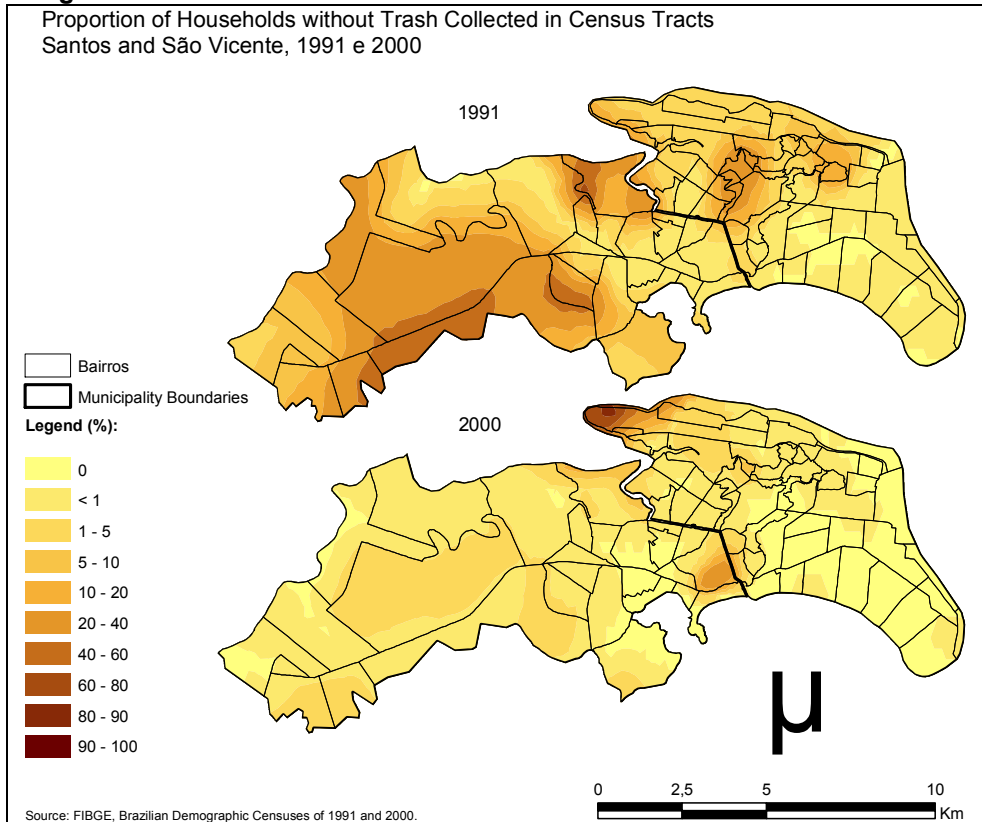 Proportion of Households without Trash Collected in Census Tracts
Santos and São Vicente, 1991 e 2000
1991
Bairros
Municipality Boundaries
2000
Legend (%):
0
< 1
1 - 5
5 - 10
10 - 20
20 - 40
40 - 60
60 - 80
80 - 90
90 - 100
µ
0 2,5 5 10
Km
Source: FIBGE, Brazilian Demographic Censuses of 1991 and 2000.